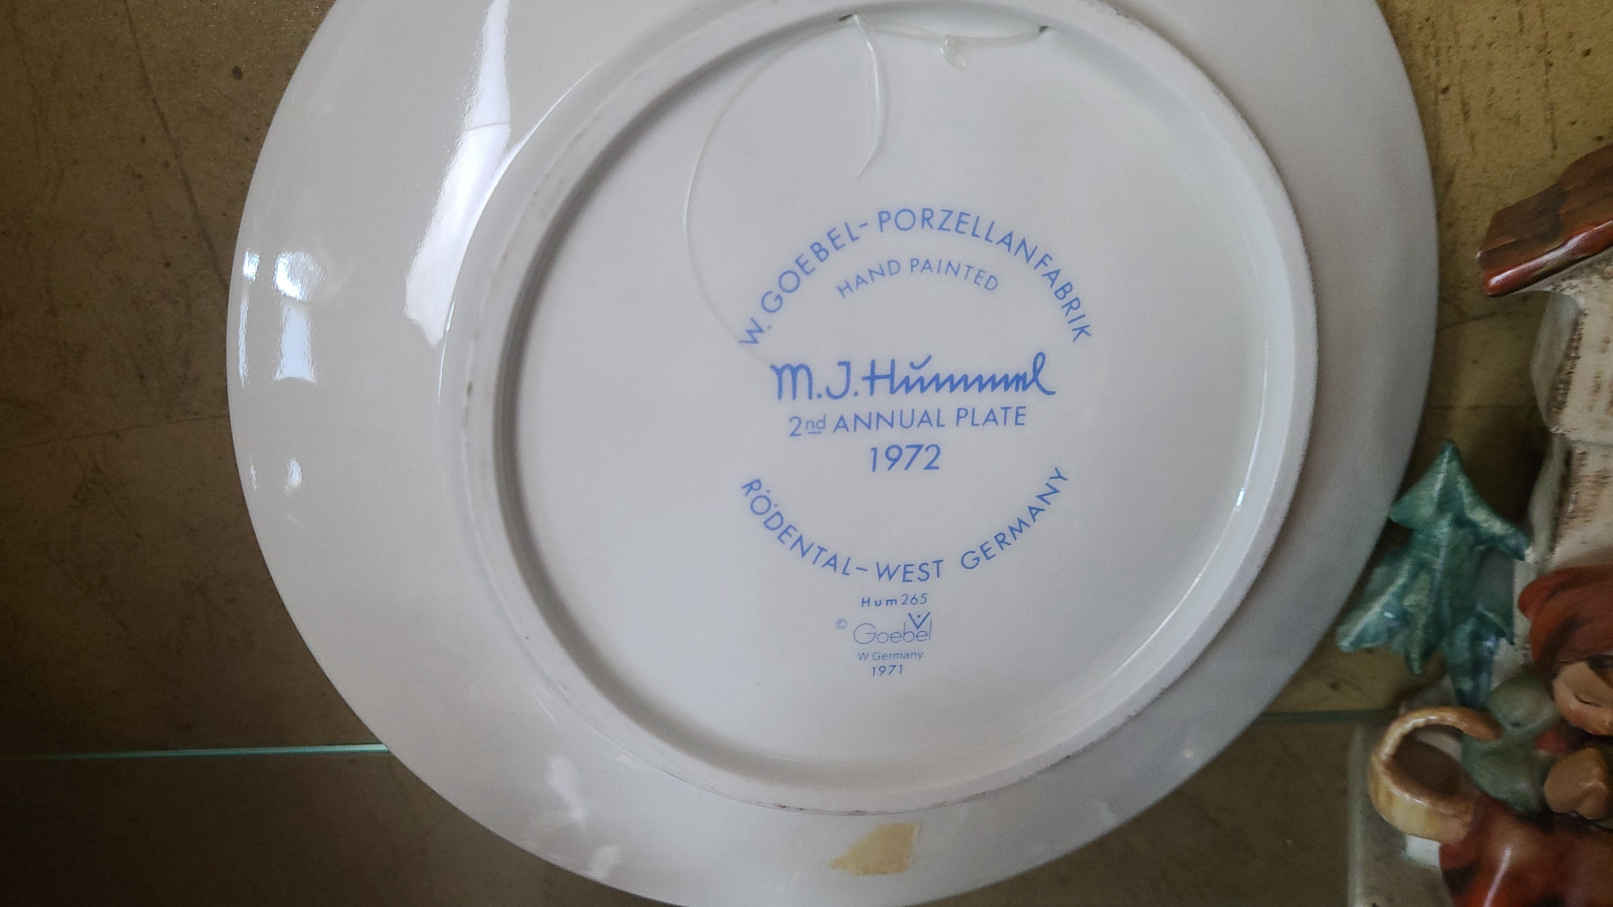 W. GOEBEL-PORZELLANFABRIK
HAND PAINTED
M.J. Hummel
2nd ANNUAL PLATE
1972
RÖDENTAL-WEST GERMANY
Hum 265
© Goebel
W Germany
1971